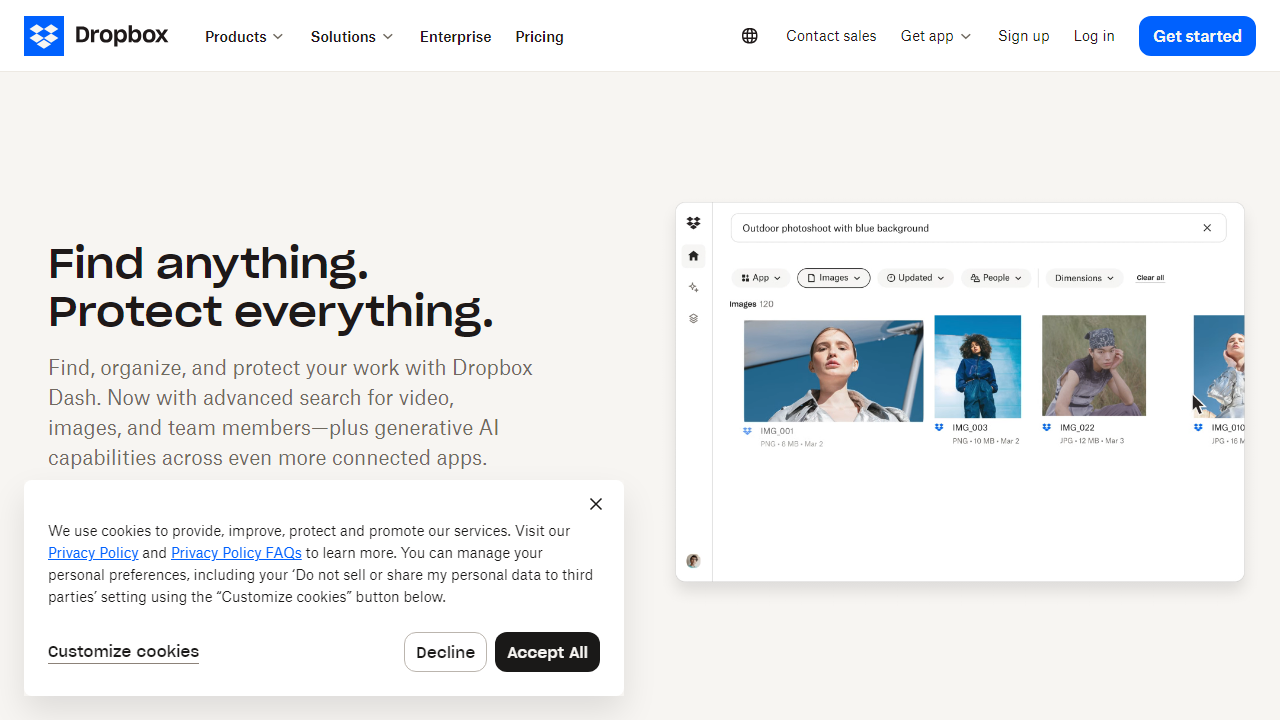 Dropbox
Products
Solutions
Enterprise
Pricing
Contact sales
Get app
Sign up
Log in
Get started
Find anything.
Protect everything.
Find, organize, and protect your work with Dropbox
Dash. Now with advanced search for video,
images, and team members—plus generative AI
capabilities across even more connected apps.
Outdoor photoshoot with blue background
App
Images
Updated
People
Dimensions
Clear all
Images 120
IMG_001
PNG • 6 MB • Mar 2
IMG_003
PNG • 10 MB • Mar 2
IMG_022
JPG • 12 MB • Mar 3
IMG_010
We use cookies to provide, improve, protect and promote our services. Visit our
Privacy Policy and Privacy Policy FAQs to learn more. You can manage your
personal preferences, including your ‘Do not sell or share my personal data to third
parties’ setting using the “Customize cookies” button below.
Customize cookies
Decline
Accept All